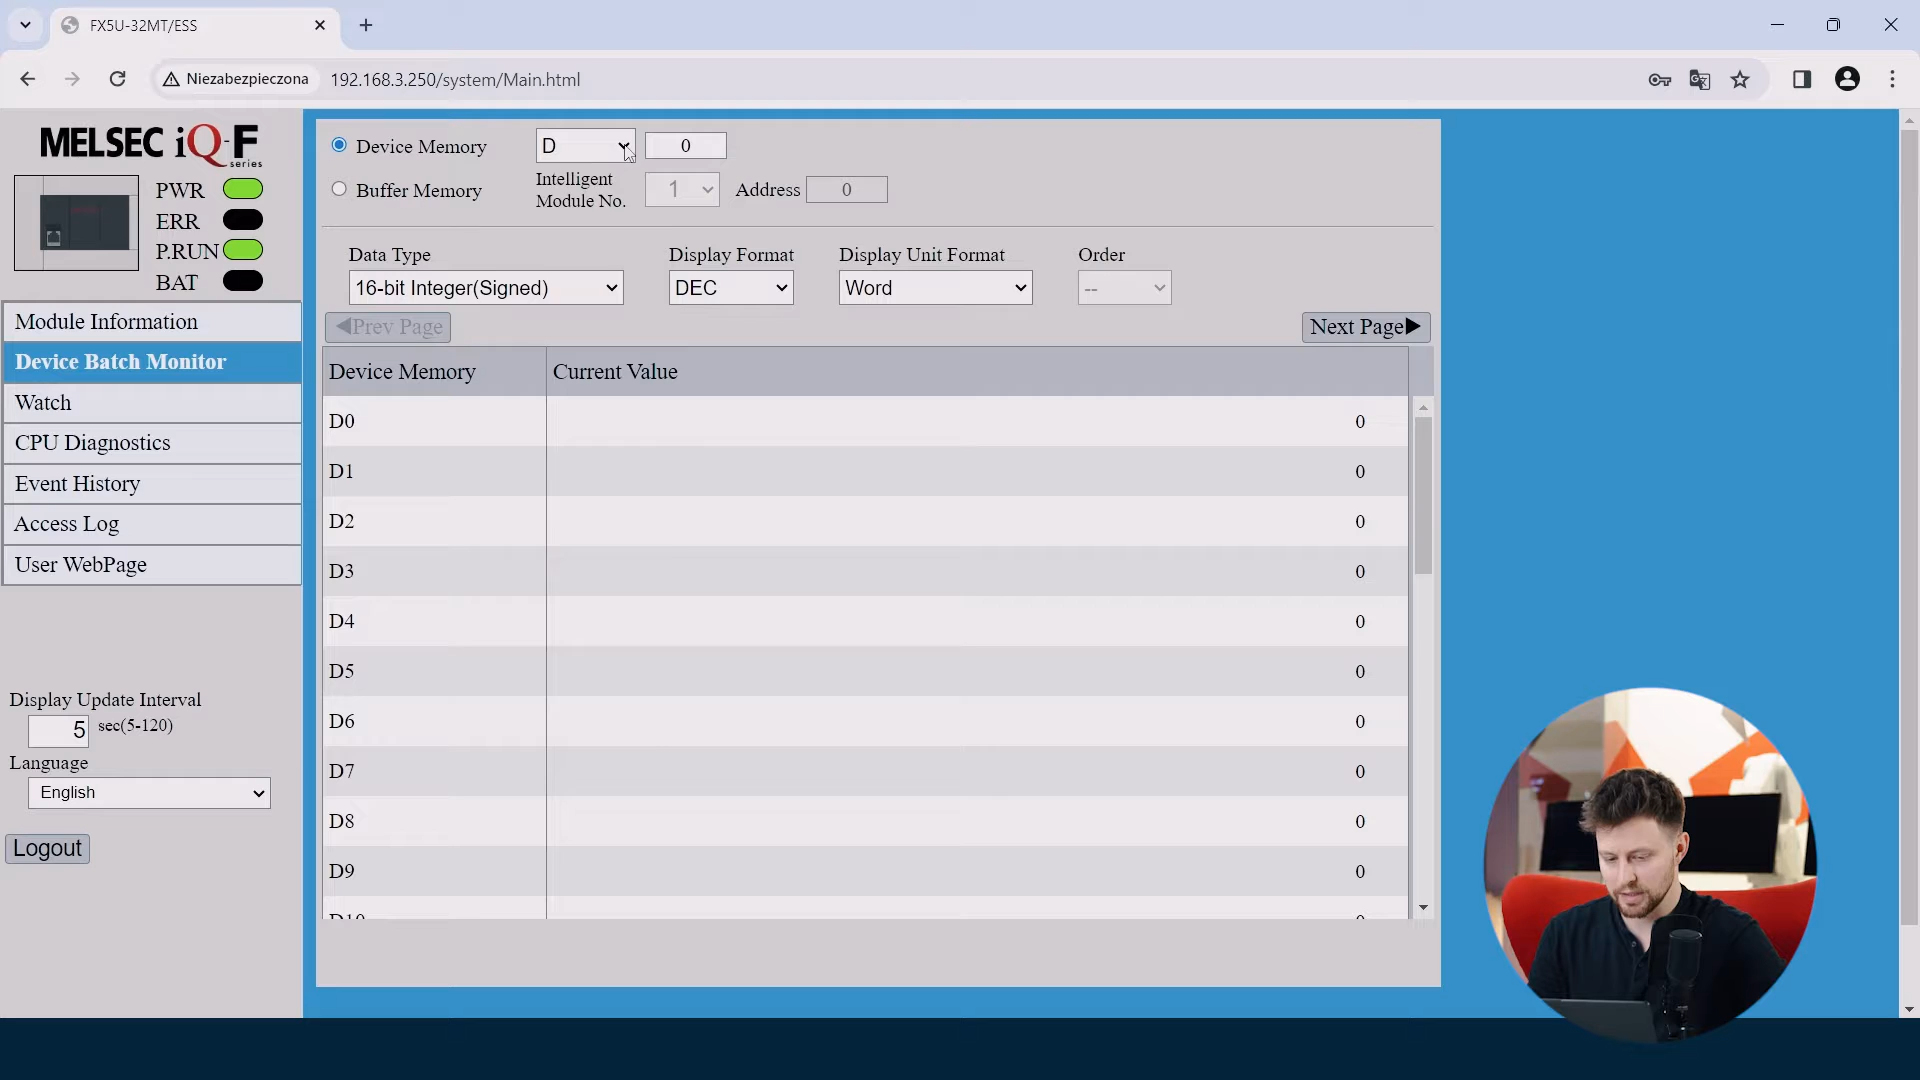 FX5U-32MT/ESS
Niezabezpieczona 192.168.3.250/system/Main.html
MELSEC iQ-F
series
PWR
ERR
P.RUN
BAT
Module Information
Device Batch Monitor
Watch
CPU Diagnostics
Event History
Access Log
User WebPage
Display Update Interval
5 sec(5-120)
Language
English
Logout
Device Memory D 0
Buffer Memory Intelligent Module No. 1 Address 0
Data Type Display Format Display Unit Format Order
16-bit Integer(Signed) DEC Word --
◀Prev Page Next Page▶
Device Memory Current Value
D0 0
D1 0
D2 0
D3 0
D4 0
D5 0
D6 0
D7 0
D8 0
D9 0
D10 0